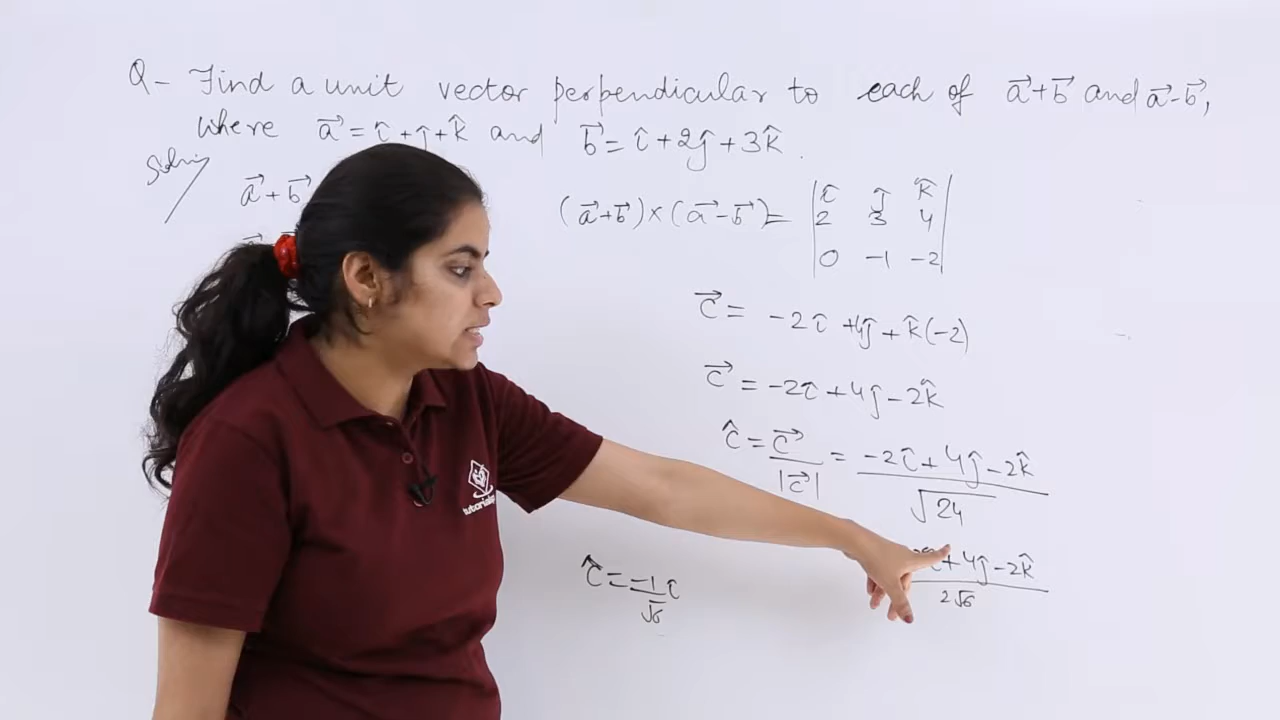 Q- Find a unit vector perpendicular to each of a⃗+b⃗ and a⃗-b⃗,
where a⃗ = î+ĵ+k̂ and b⃗ = î+2ĵ+3k̂.
Soln/
a⃗+b⃗
(a⃗+b⃗)×(a⃗-b⃗)= | î ĵ k̂ |
| 2 3 4 |
| 0 -1 -2 |
c⃗ = -2î +4ĵ + k̂(-2)
c⃗ = -2î+4ĵ-2k̂
ĉ = c⃗/|c⃗| = (-2î+4ĵ-2k̂)/√24
î+4ĵ-2k̂/2√6
ĉ = -1/√6 î